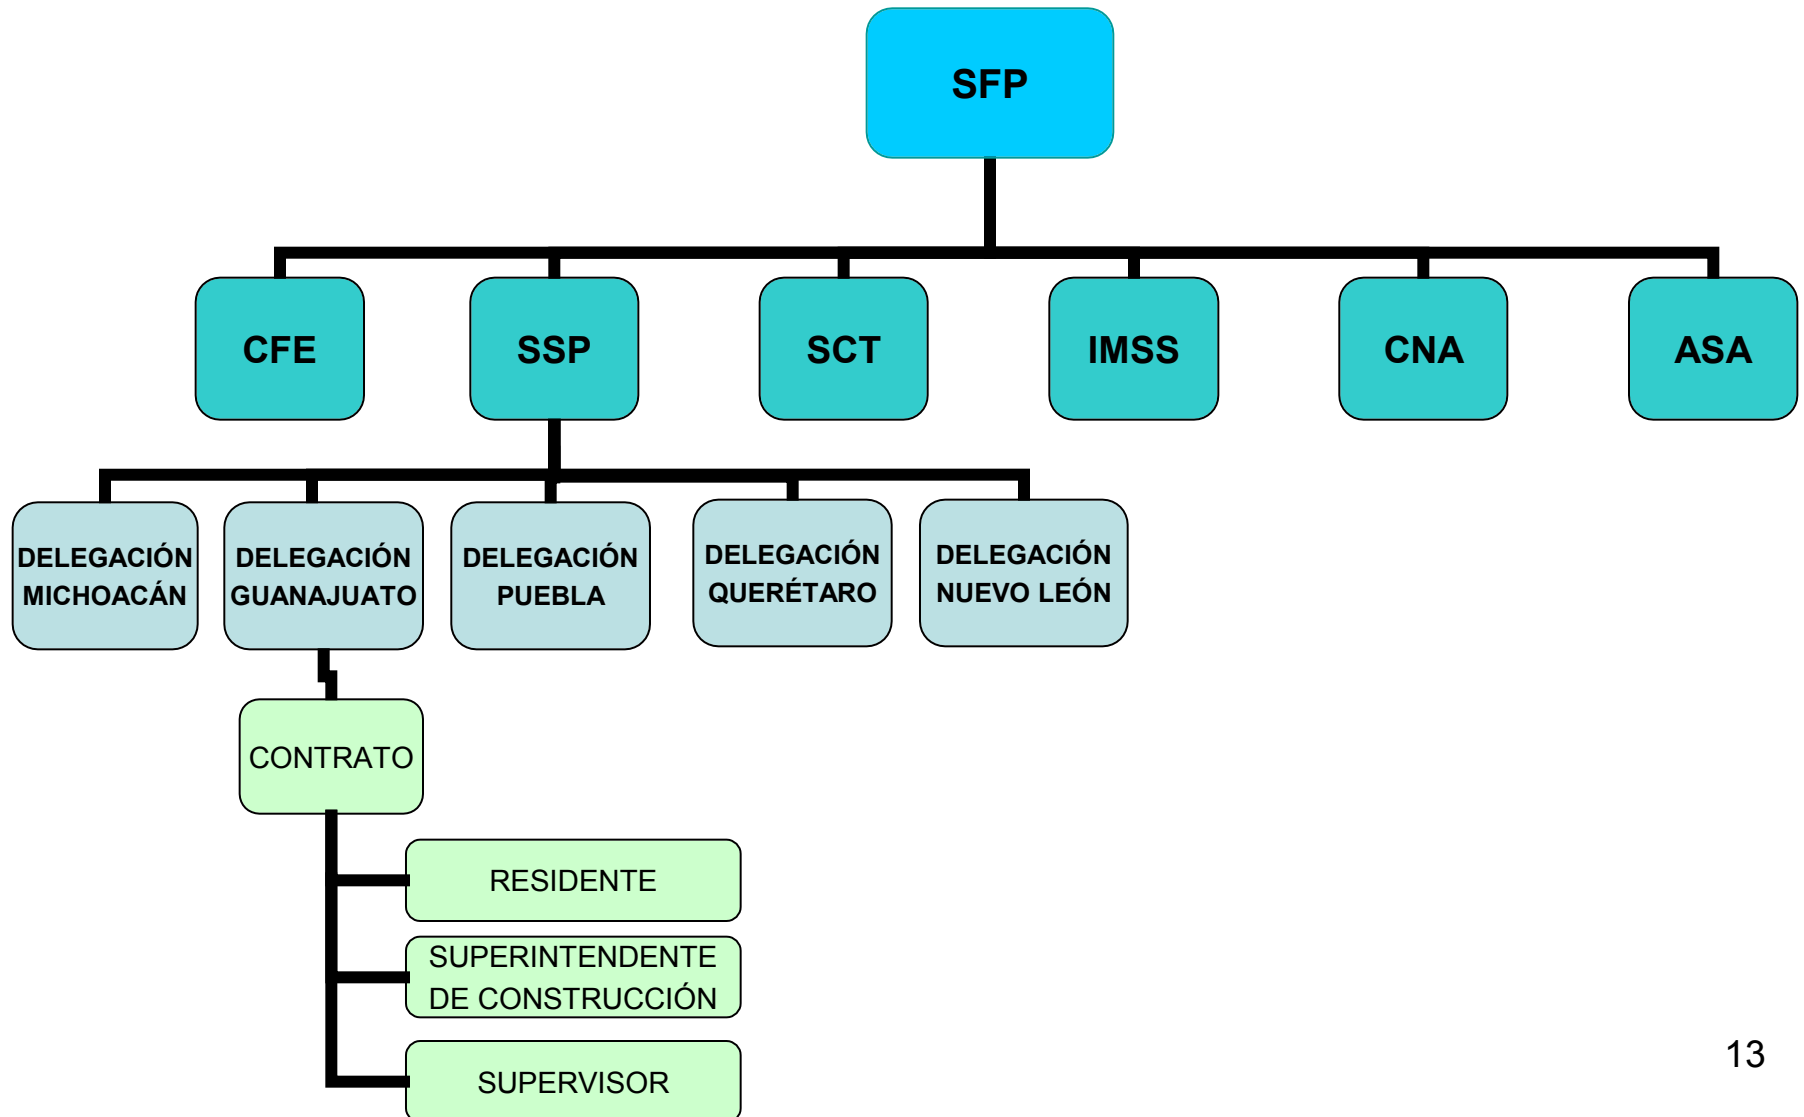 SFP
CFE
SSP
SCT
IMSS
CNA
ASA
DELEGACIÓN
MICHOACÁN
DELEGACIÓN
GUANAJUATO
DELEGACIÓN
PUEBLA
DELEGACIÓN
QUERÉTARO
DELEGACIÓN
NUEVO LEÓN
CONTRATO
RESIDENTE
SUPERINTENDENTE
DE CONSTRUCCIÓN
SUPERVISOR
13